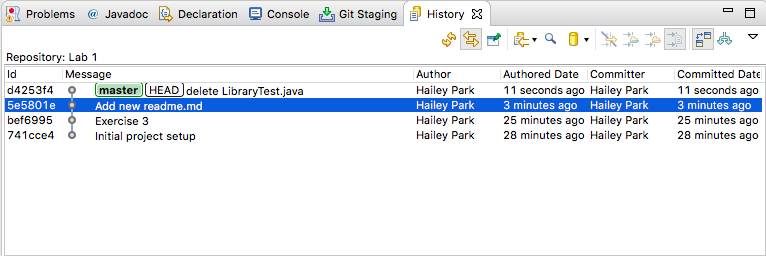 Problems @ Javadoc Declaration Console Git Staging History
Repository: Lab 1
Id Message Author Authored Date Committer Committed Date
d4253f4 master HEAD delete LibraryTest.java Hailey Park 11 seconds ago Hailey Park 11 seconds ago
5e5801e Add new readme.md Hailey Park 3 minutes ago Hailey Park 3 minutes ago
bef6995 Exercise 3 Hailey Park 25 minutes ago Hailey Park 25 minutes ago
741cce4 Initial project setup Hailey Park 28 minutes ago Hailey Park 28 minutes ago